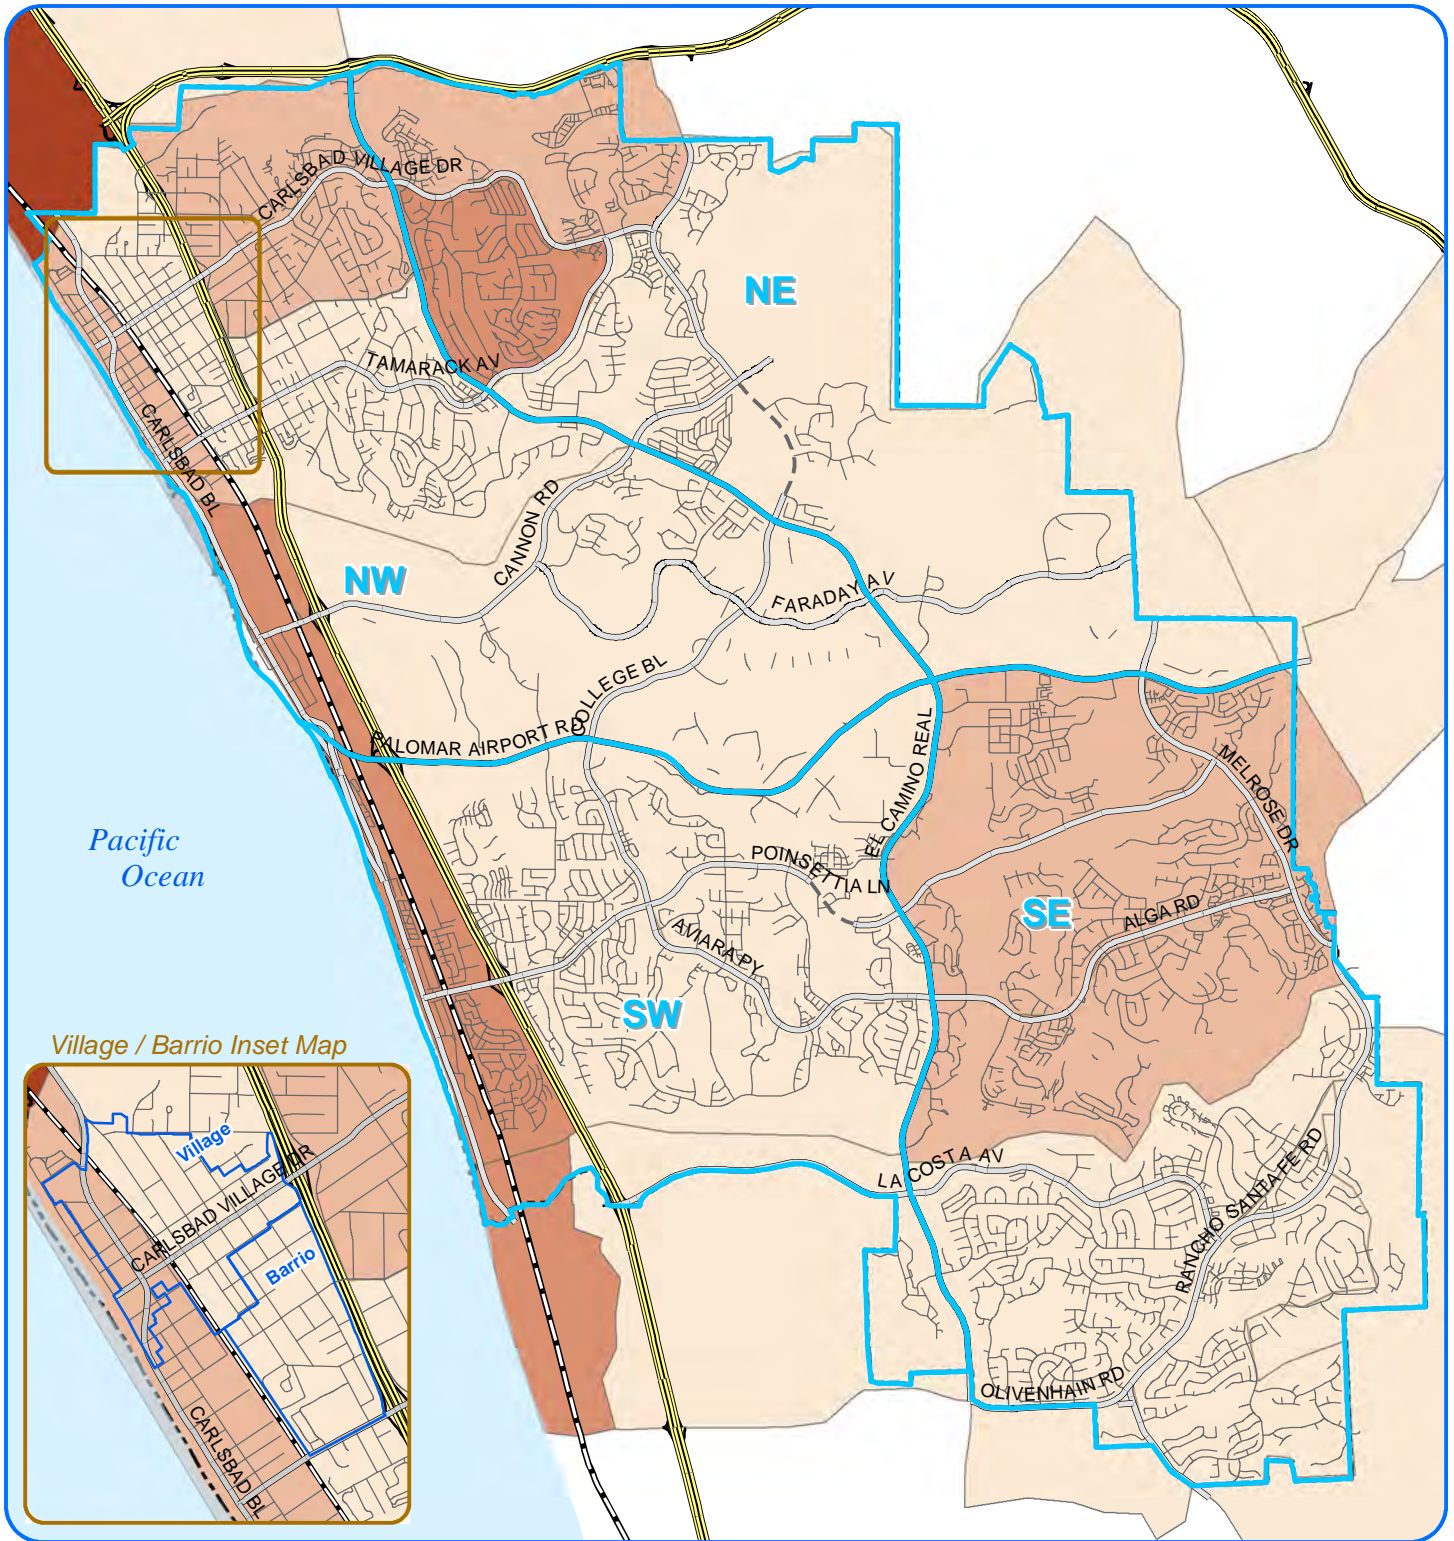 CARLSBAD VILLAGE DR
NE
TAMARACK AV
CARLSBAD BL
CANNON RD
NW
FARADAY AV
COLLEGE BL
PALOMAR AIRPORT RD
EL CAMINO REAL
MELROSE DR
Pacific
Ocean
POINSETTIA LN
SE
ALGA RD
AVIARA PY
SW
Village / Barrio Inset Map
Village
CARLSBAD VILLAGE DR
Barrio
CARLSBAD BL
LA COSTA AV
RANCHO SANTA FE RD
OLIVENHAIN RD